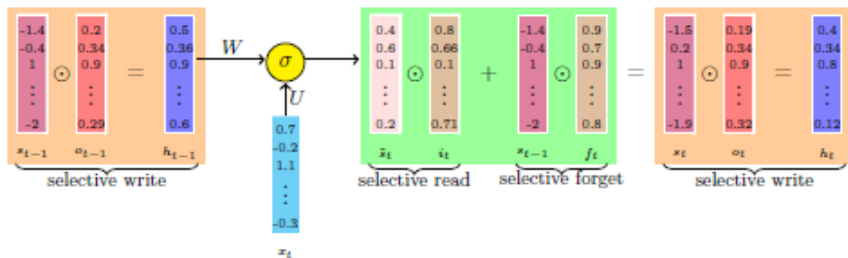 -1.4 0.2 0.5
-0.4 0.34 0.36
1 ⊙ 0.9 = 0.9
⋮ ⋮ ⋮
-2 0.29 0.6
s_{t−1} o_{t−1} h_{t−1}
selective write
W
σ
U
0.7
-0.2
1.1
⋮
-0.3
x_t
0.4 0.8 -1.4 0.9
0.6 0.66 -0.4 0.7
0.1 ⊙ 0.1 + 1 ⊙ 0.9 =
⋮ ⋮ ⋮ ⋮
0.2 0.71 -2 0.8
s̃_t i_t s_{t−1} f_t
selective read selective forget
-1.5 0.19 0.4
0.2 0.34 0.34
1 ⊙ 0.9 = 0.8
⋮ ⋮ ⋮
-1.9 0.32 0.12
s_t o_t h_t
selective write